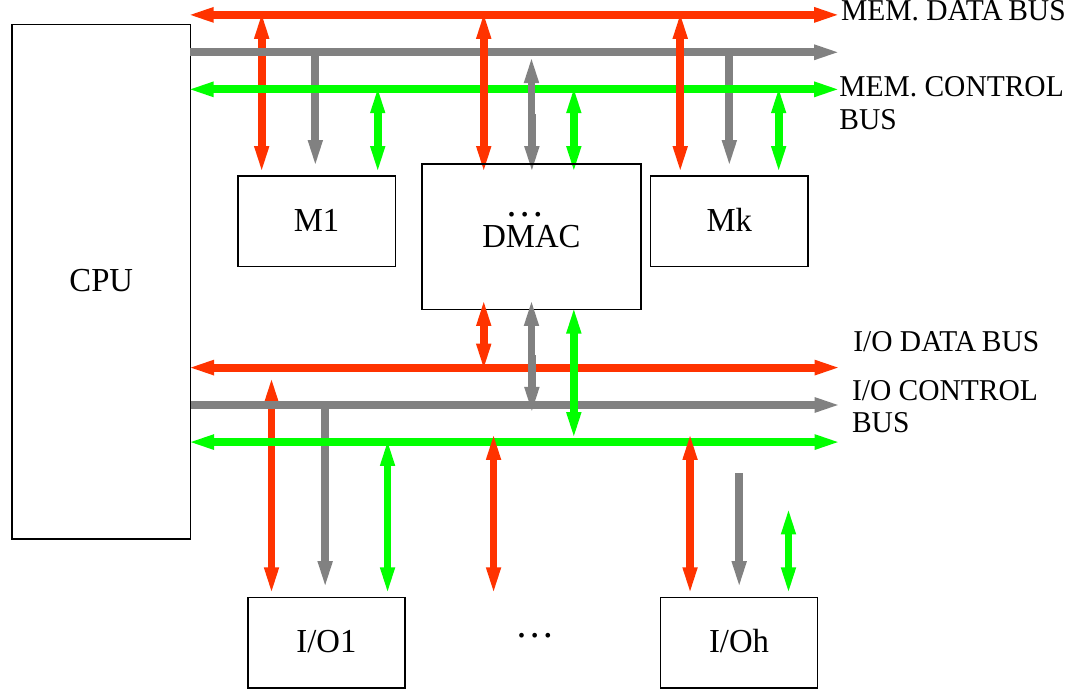 MEM. DATA BUS
MEM. CONTROL
BUS
M1
…
DMAC
Mk
CPU
I/O DATA BUS
I/O CONTROL
BUS
I/O1
…
I/Oh